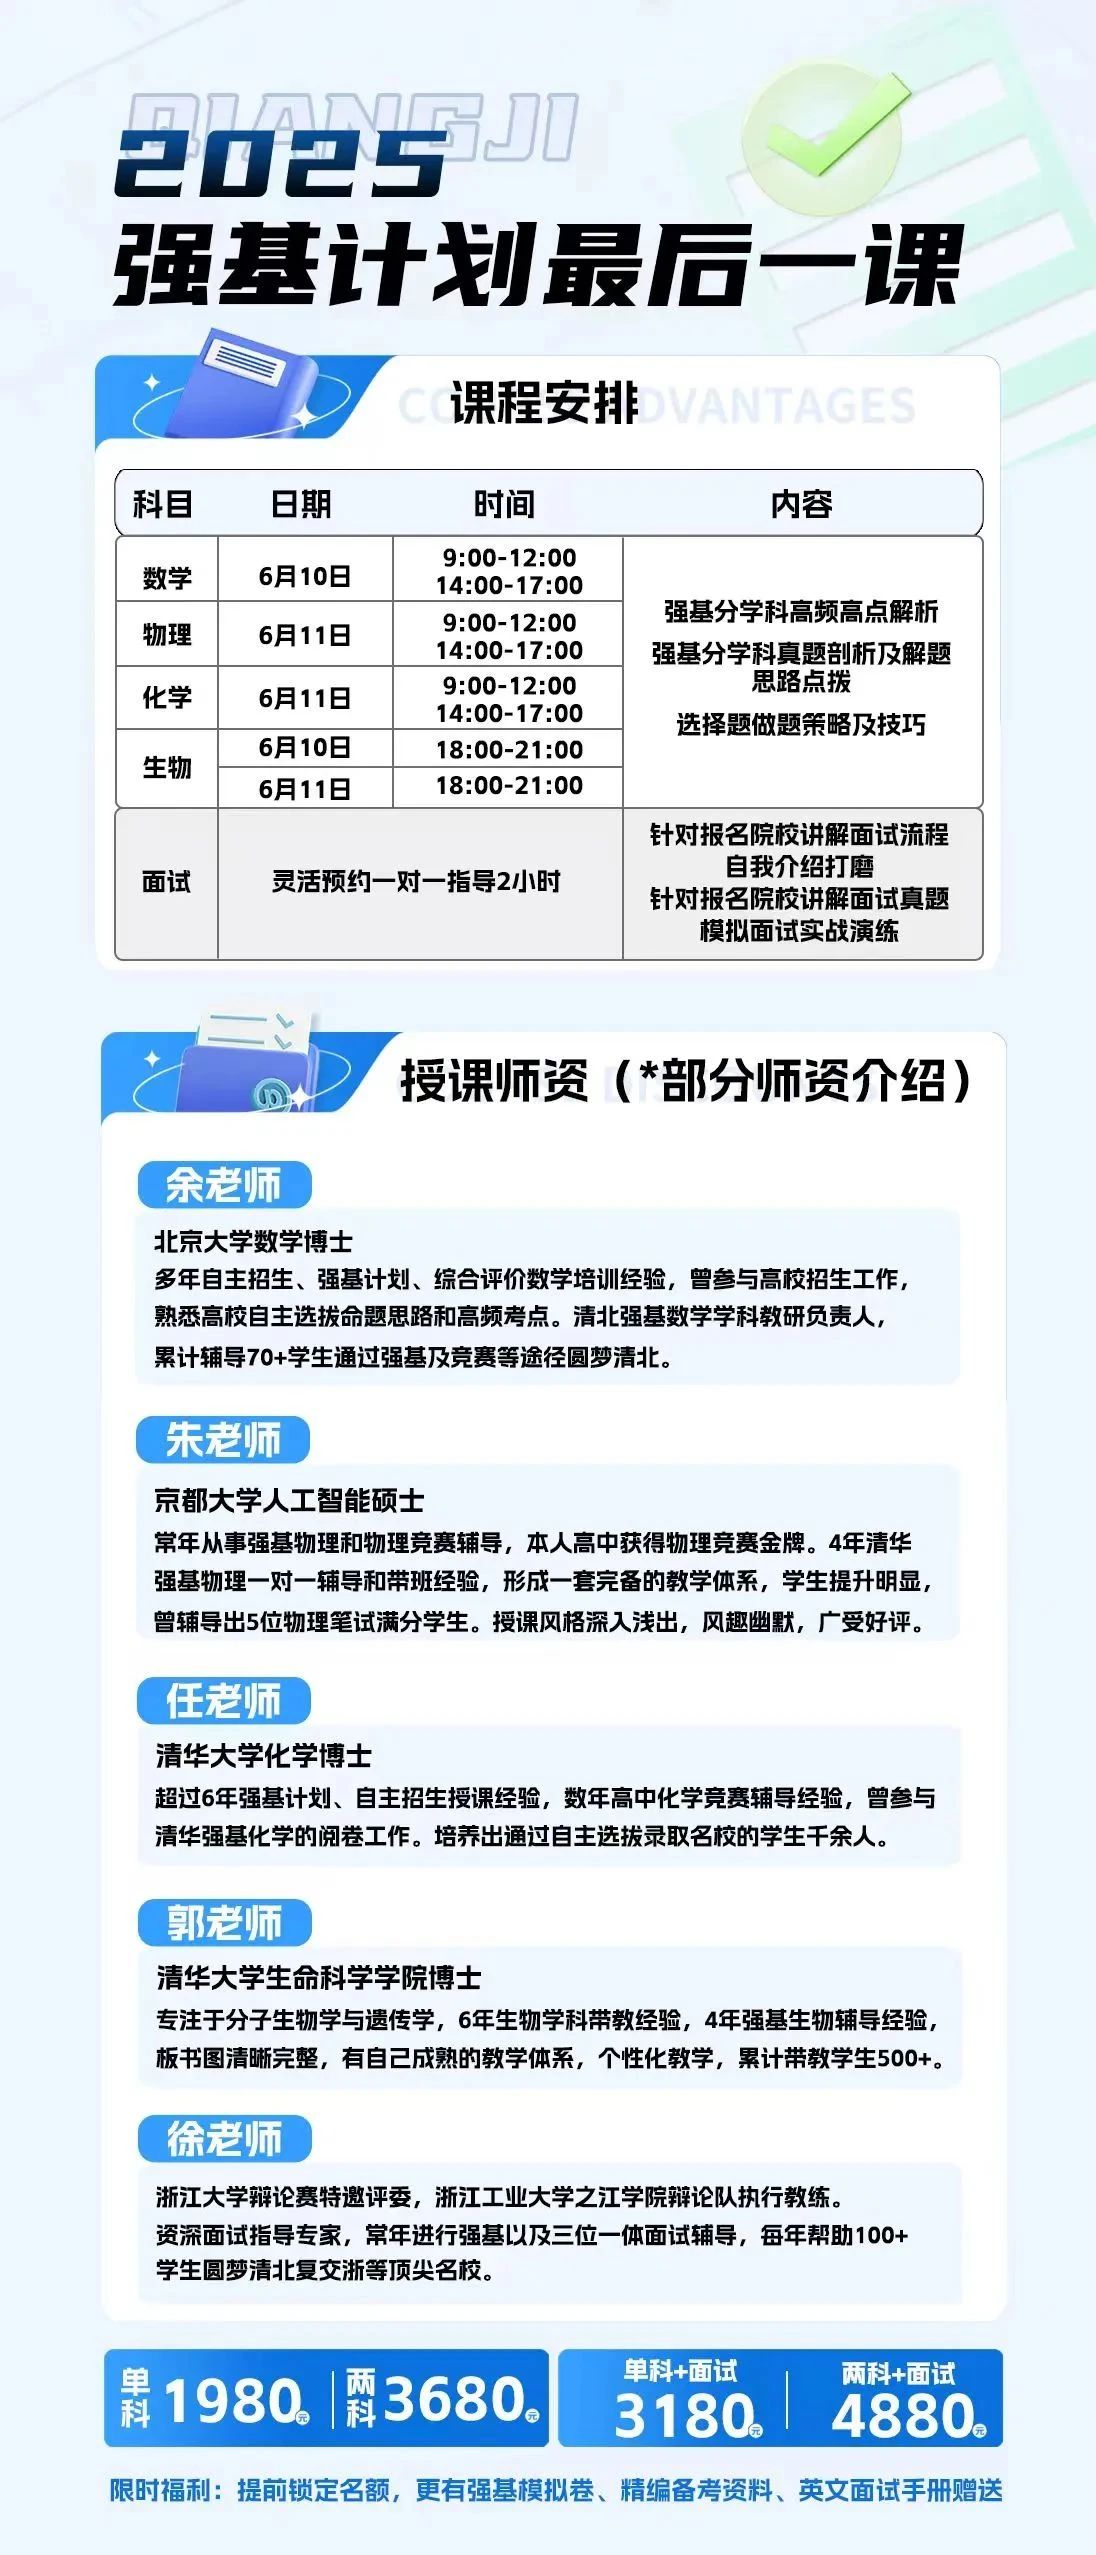 QIANGJI
2025
强基计划最后一课
课程安排
DVANTAGES
科目 日期 时间 内容
数学 6月10日 9:00-12:00
14:00-17:00
物理 6月11日 9:00-12:00
14:00-17:00
化学 6月11日 9:00-12:00
14:00-17:00
生物 6月10日 18:00-21:00
6月11日 18:00-21:00
强基分学科高频高点解析
强基分学科真题剖析及解题
思路点拨
选择题做题策略及技巧
面试 灵活预约一对一指导2小时
针对报名院校讲解面试流程
自我介绍打磨
针对报名院校讲解面试真题
模拟面试实战演练
授课师资（*部分师资介绍）
余老师
北京大学数学博士
多年自主招生、强基计划、综合评价数学培训经验，曾参与高校招生工作，
熟悉高校自主选拔命题思路和高频考点。清北强基数学学科教研负责人，
累计辅导70+学生通过强基及竞赛等途径圆梦清北。
朱老师
京都大学人工智能硕士
常年从事强基物理和物理竞赛辅导，本人高中获得物理竞赛金牌。4年清华
强基物理一对一辅导和带班经验，形成一套完备的教学体系，学生提升明显，
曾辅导出5位物理笔试满分学生。授课风格深入浅出，风趣幽默，广受好评。
任老师
清华大学化学博士
超过6年强基计划、自主招生授课经验，数年高中化学竞赛辅导经验，曾参与
清华强基化学的阅卷工作。培养出通过自主选拔录取名校的学生千余人。
郭老师
清华大学生命科学学院博士
专注于分子生物学与遗传学，6年生物学科带教经验，4年强基生物辅导经验，
板书图清晰完整，有自己成熟的教学体系，个性化教学，累计带教学生500+。
徐老师
浙江大学辩论赛特邀评委，浙江工业大学之江学院辩论队执行教练。
资深面试指导专家，常年进行强基以及三位一体面试辅导，每年帮助100+
学生圆梦清北复交浙等顶尖名校。
单科 1980元 两科 3680元
单科+面试 两科+面试
3180元 4880元
限时福利：提前锁定名额，更有强基模拟卷、精编备考资料、英文面试手册赠送